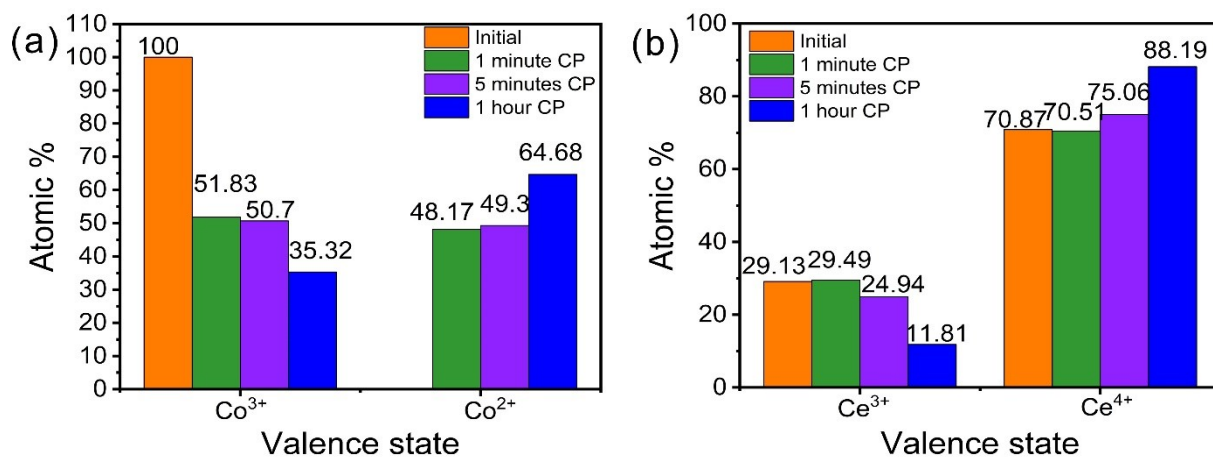 (a)
Initial
1 minute CP
5 minutes CP
1 hour CP
110
100
90
80
70
60
50
40
30
20
10
0
Atomic %
100
51.83
50.7
35.32
48.17
49.3
64.68
Co³⁺
Co²⁺
Valence state
(b)
Initial
1 minute CP
5 minutes CP
1 hour CP
100
80
60
40
20
0
Atomic %
29.13
29.49
24.94
11.81
70.87
70.51
75.06
88.19
Ce³⁺
Ce⁴⁺
Valence state